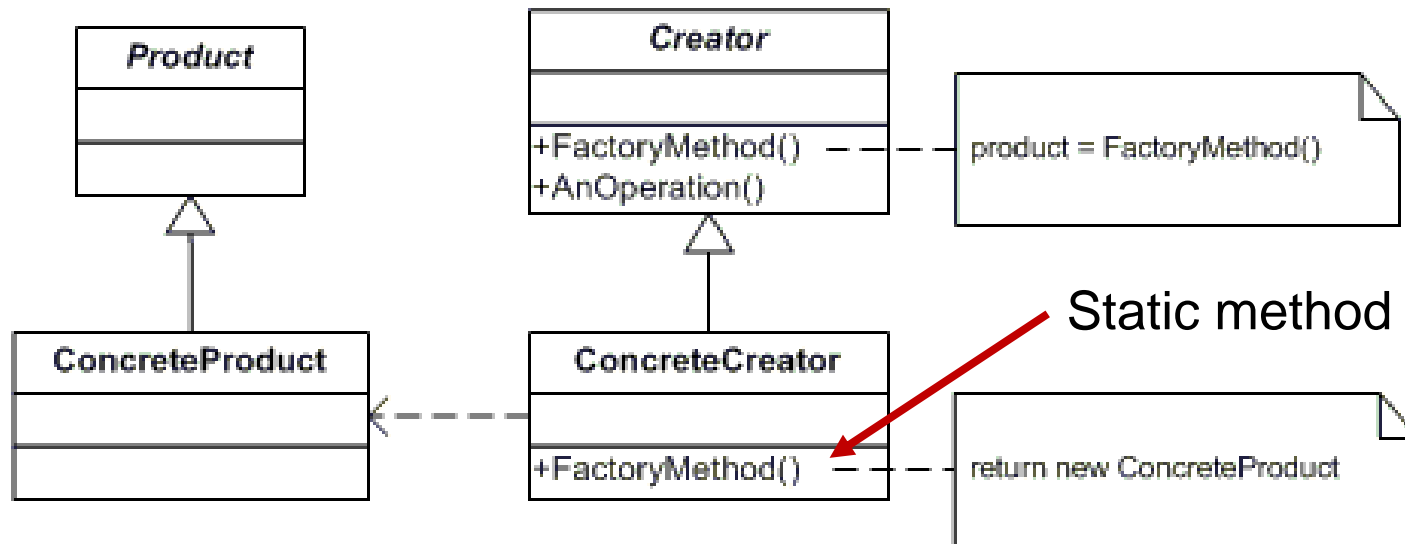 Product
Creator
+FactoryMethod()
+AnOperation()
product = FactoryMethod()
Static method
ConcreteProduct
ConcreteCreator
+FactoryMethod()
return new ConcreteProduct